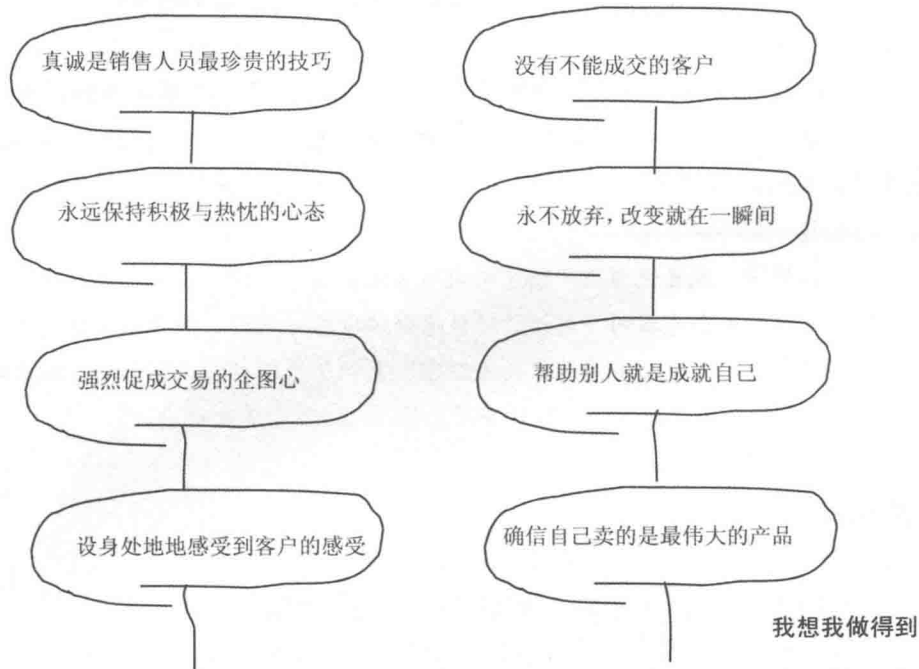 真诚是销售人员最珍贵的技巧
永远保持积极与热忱的心态
强烈促成交易的企图心
设身处地地感受到客户的感受
没有不能成交的客户
永不放弃，改变就在一瞬间
帮助别人就是成就自己
确信自己卖的是最伟大的产品
我想我做得到